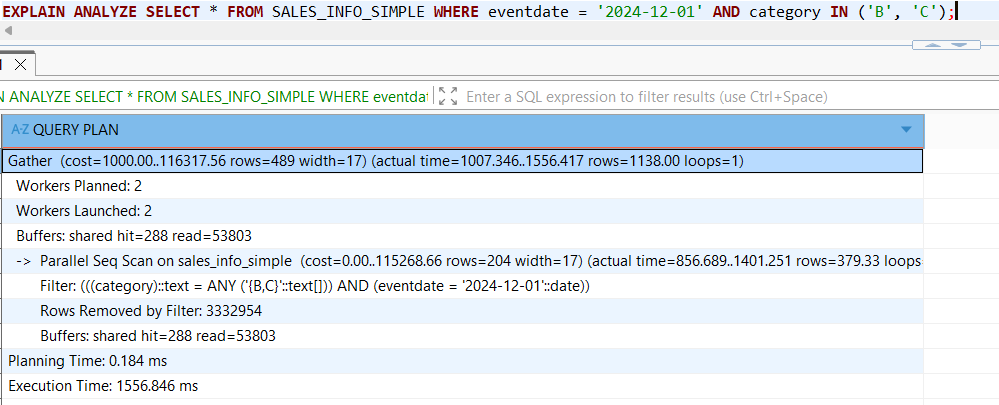 EXPLAIN ANALYZE SELECT * FROM SALES_INFO_SIMPLE WHERE eventdate = '2024-12-01' AND category IN ('B', 'C');
N ANALYZE SELECT * FROM SALES_INFO_SIMPLE WHERE eventdat Enter a SQL expression to filter results (use Ctrl+Space)
A-Z QUERY PLAN
Gather (cost=1000.00..116317.56 rows=489 width=17) (actual time=1007.346..1556.417 rows=1138.00 loops=1)
Workers Planned: 2
Workers Launched: 2
Buffers: shared hit=288 read=53803
-> Parallel Seq Scan on sales_info_simple (cost=0.00..115268.66 rows=204 width=17) (actual time=856.689..1401.251 rows=379.33 loops
Filter: (((category)::text = ANY ('{B,C}'::text[])) AND (eventdate = '2024-12-01'::date))
Rows Removed by Filter: 3332954
Buffers: shared hit=288 read=53803
Planning Time: 0.184 ms
Execution Time: 1556.846 ms